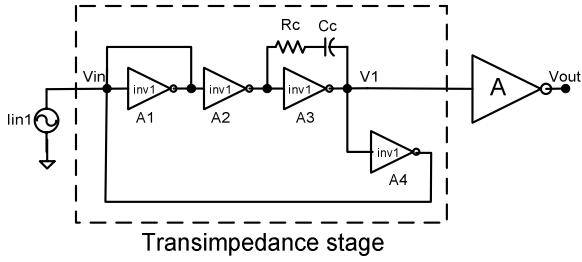 Rc
Cc
Vin
V1
Vout
inv1
inv1
inv1
A
Iin1
A1
A2
A3
inv1
A4
Transimpedance stage